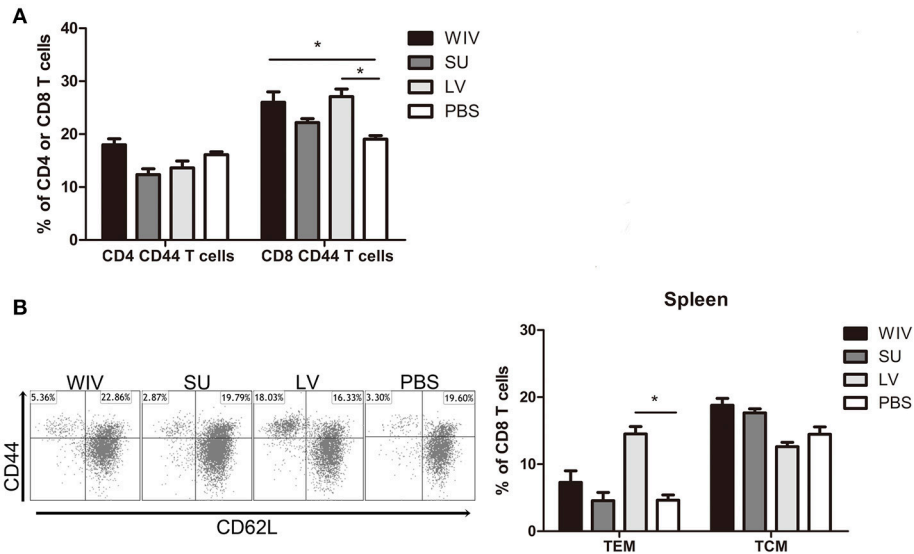 A
% of CD4 or CD8 T cells
40
30
20
10
0
*
*
WIV
SU
LV
PBS
CD4 CD44 T cells
CD8 CD44 T cells
B
WIV
SU
LV
PBS
5.36%
22.86%
2.87%
19.79%
18.03%
16.33%
3.30%
19.60%
CD44
CD62L
Spleen
% of CD8 T cells
30
20
10
0
*
WIV
SU
LV
PBS
TEM
TCM